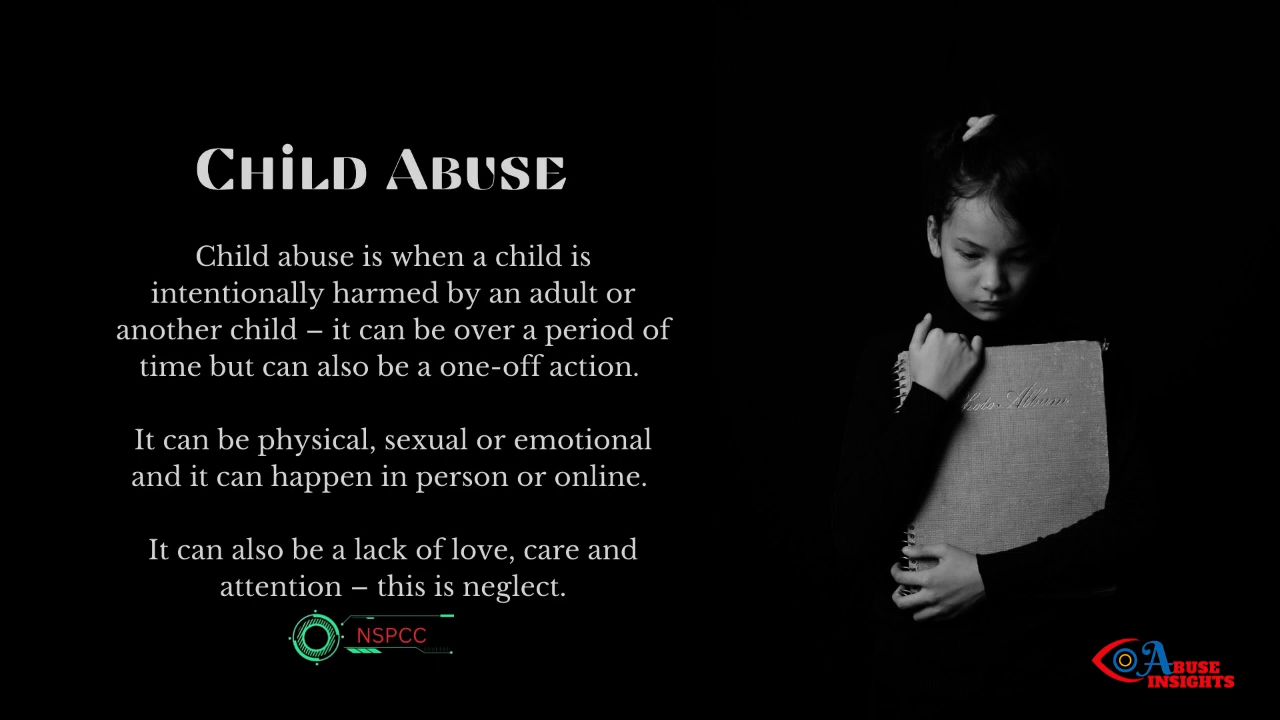 Child Abuse
Child abuse is when a child is
intentionally harmed by an adult or
another child – it can be over a period of
time but can also be a one-off action.
It can be physical, sexual or emotional
and it can happen in person or online.
It can also be a lack of love, care and
attention – this is neglect.
NSPCC
Album
ABUSE
INSIGHTS